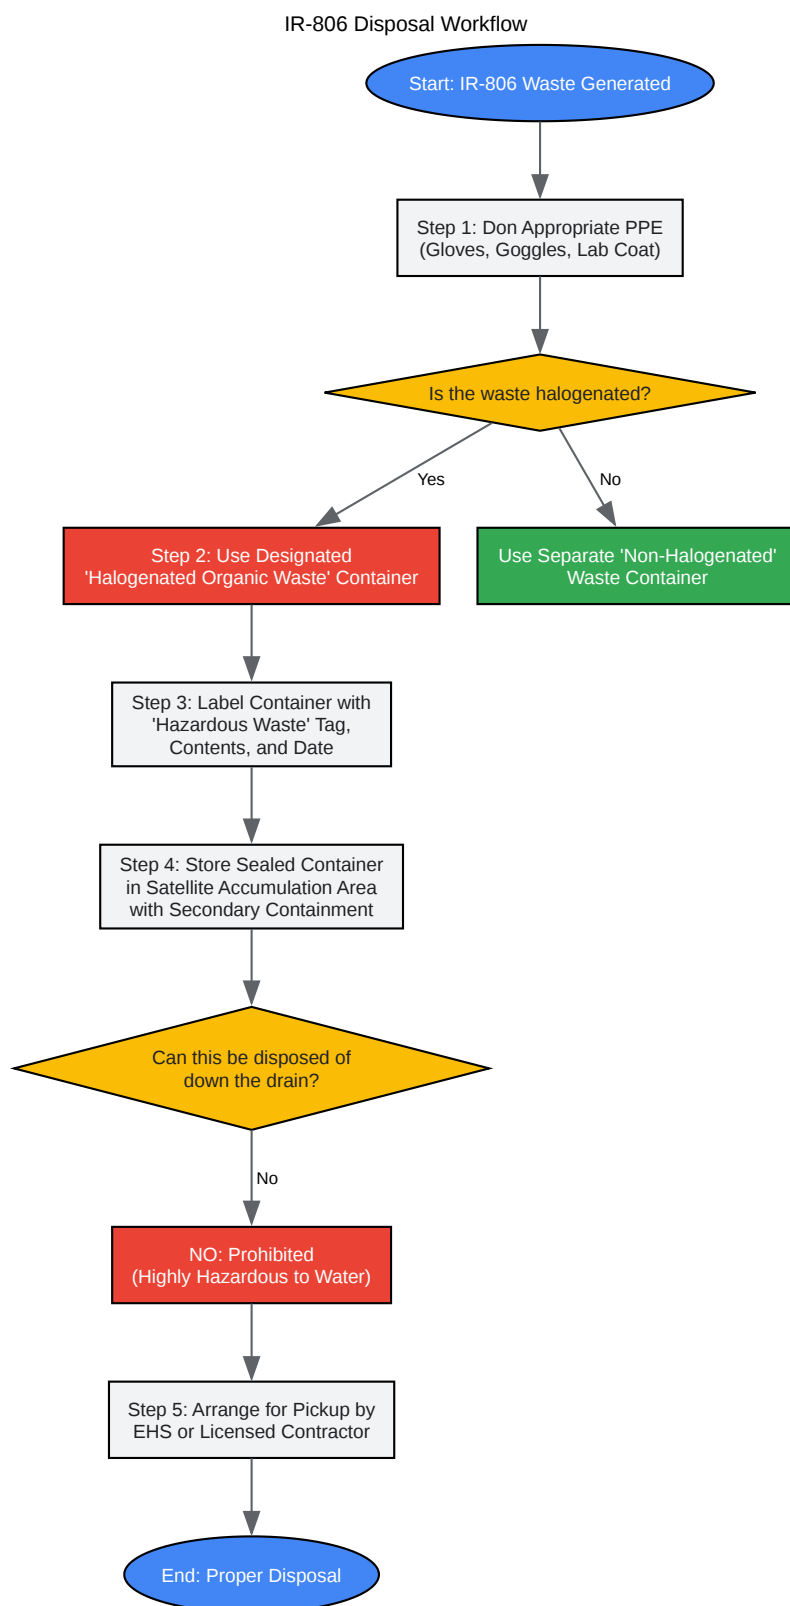 IR-806 Disposal Workflow
Start: IR-806 Waste Generated
Step 1: Don Appropriate PPE
(Gloves, Goggles, Lab Coat)
Is the waste halogenated?
Yes
No
Step 2: Use Designated
'Halogenated Organic Waste' Container
Use Separate 'Non-Halogenated'
Waste Container
Step 3: Label Container with
'Hazardous Waste' Tag,
Contents, and Date
Step 4: Store Sealed Container
in Satellite Accumulation Area
with Secondary Containment
Can this be disposed of
down the drain?
No
NO: Prohibited
(Highly Hazardous to Water)
Step 5: Arrange for Pickup by
EHS or Licensed Contractor
End: Proper Disposal